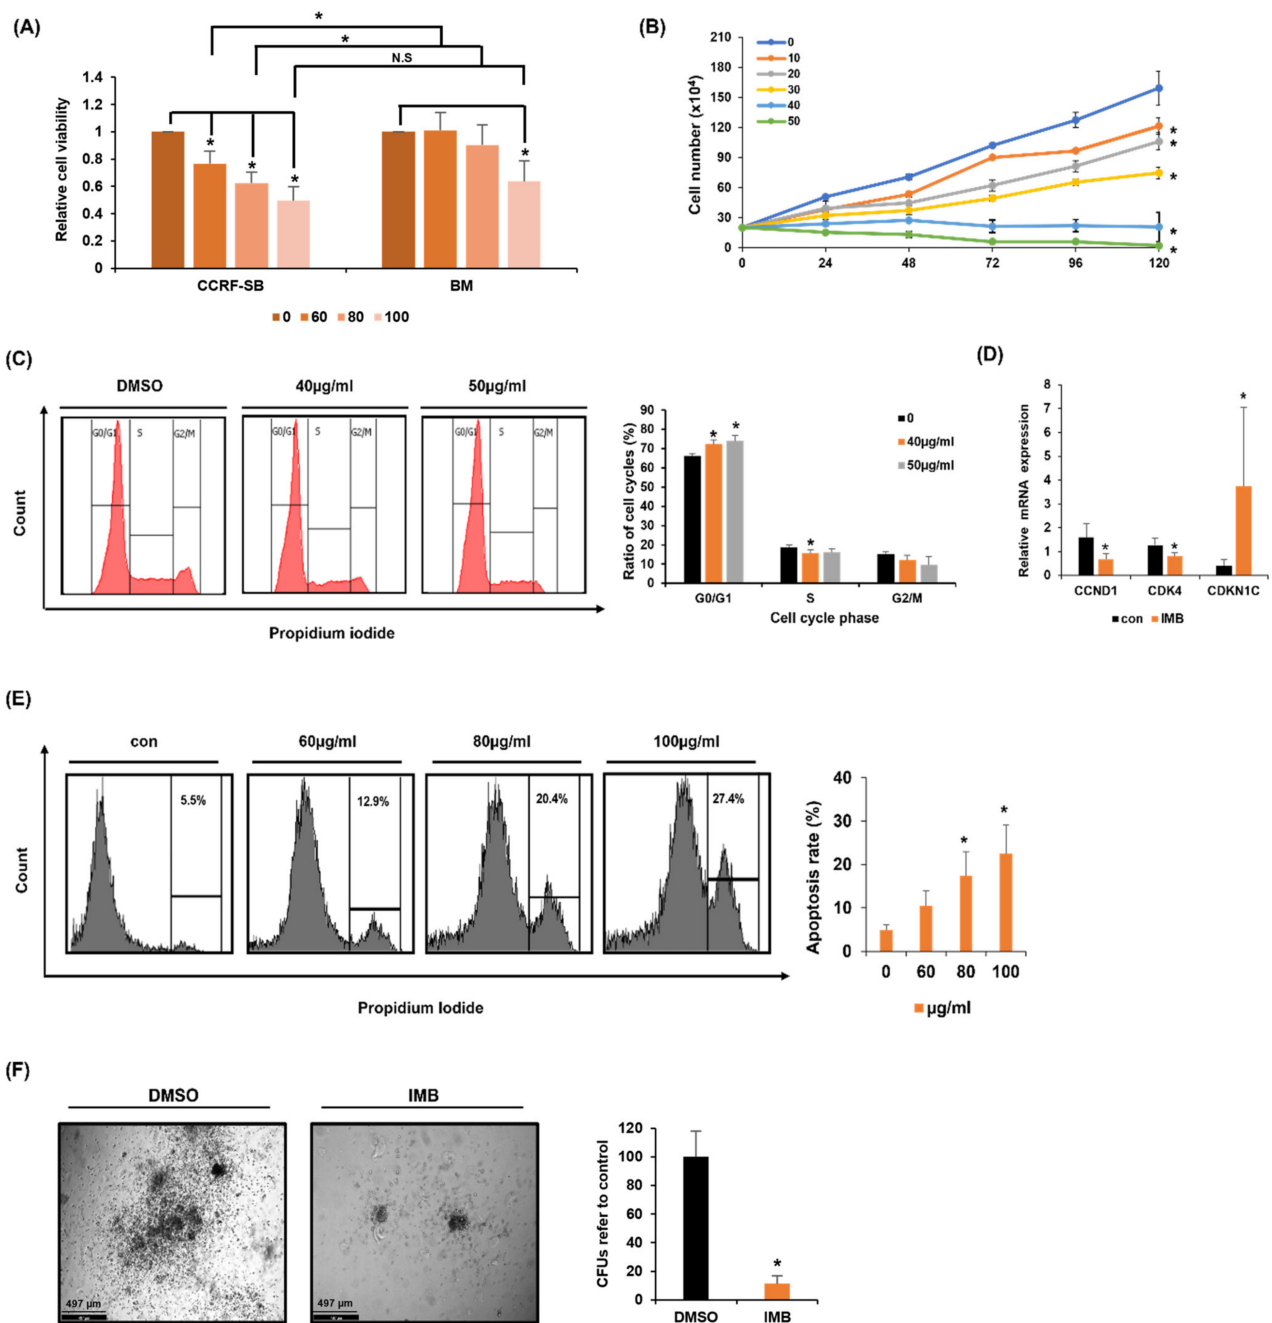 (A)
*
*
N.S
Relative cell viability
1.4
1.2
1
0.8
0.6
0.4
0.2
0
* * * *
CCRF-SB BM
0 60 80 100
(B)
Cell number (x10⁴)
210
180
150
120
90
60
30
0
0
10
20
30
40
50
*
*
*
*
*
0 24 48 72 96 120
(C)
DMSO 40µg/ml 50µg/ml
G0/G1 S G2/M G0/G1 S G2/M G0/G1 S G2/M
Count
Propidium iodide
Ratio of cell cycles (%)
90
80
70
60
50
40
30
20
10
0
* * *
0
40µg/ml
50µg/ml
G0/G1 S G2/M
Cell cycle phase
(D)
Relative mRNA expression
8
7
6
5
4
3
2
1
0
* * *
CCND1 CDK4 CDKN1C
con IMB
(E)
con 60µg/ml 80µg/ml 100µg/ml
5.5% 12.9% 20.4% 27.4%
Count
Propidium Iodide
Apoptosis rate (%)
40
30
20
10
0
* *
0 60 80 100
µg/ml
(F)
DMSO IMB
497 µm 497 µm
CFUs refer to control
120
100
80
60
40
20
0
*
DMSO IMB